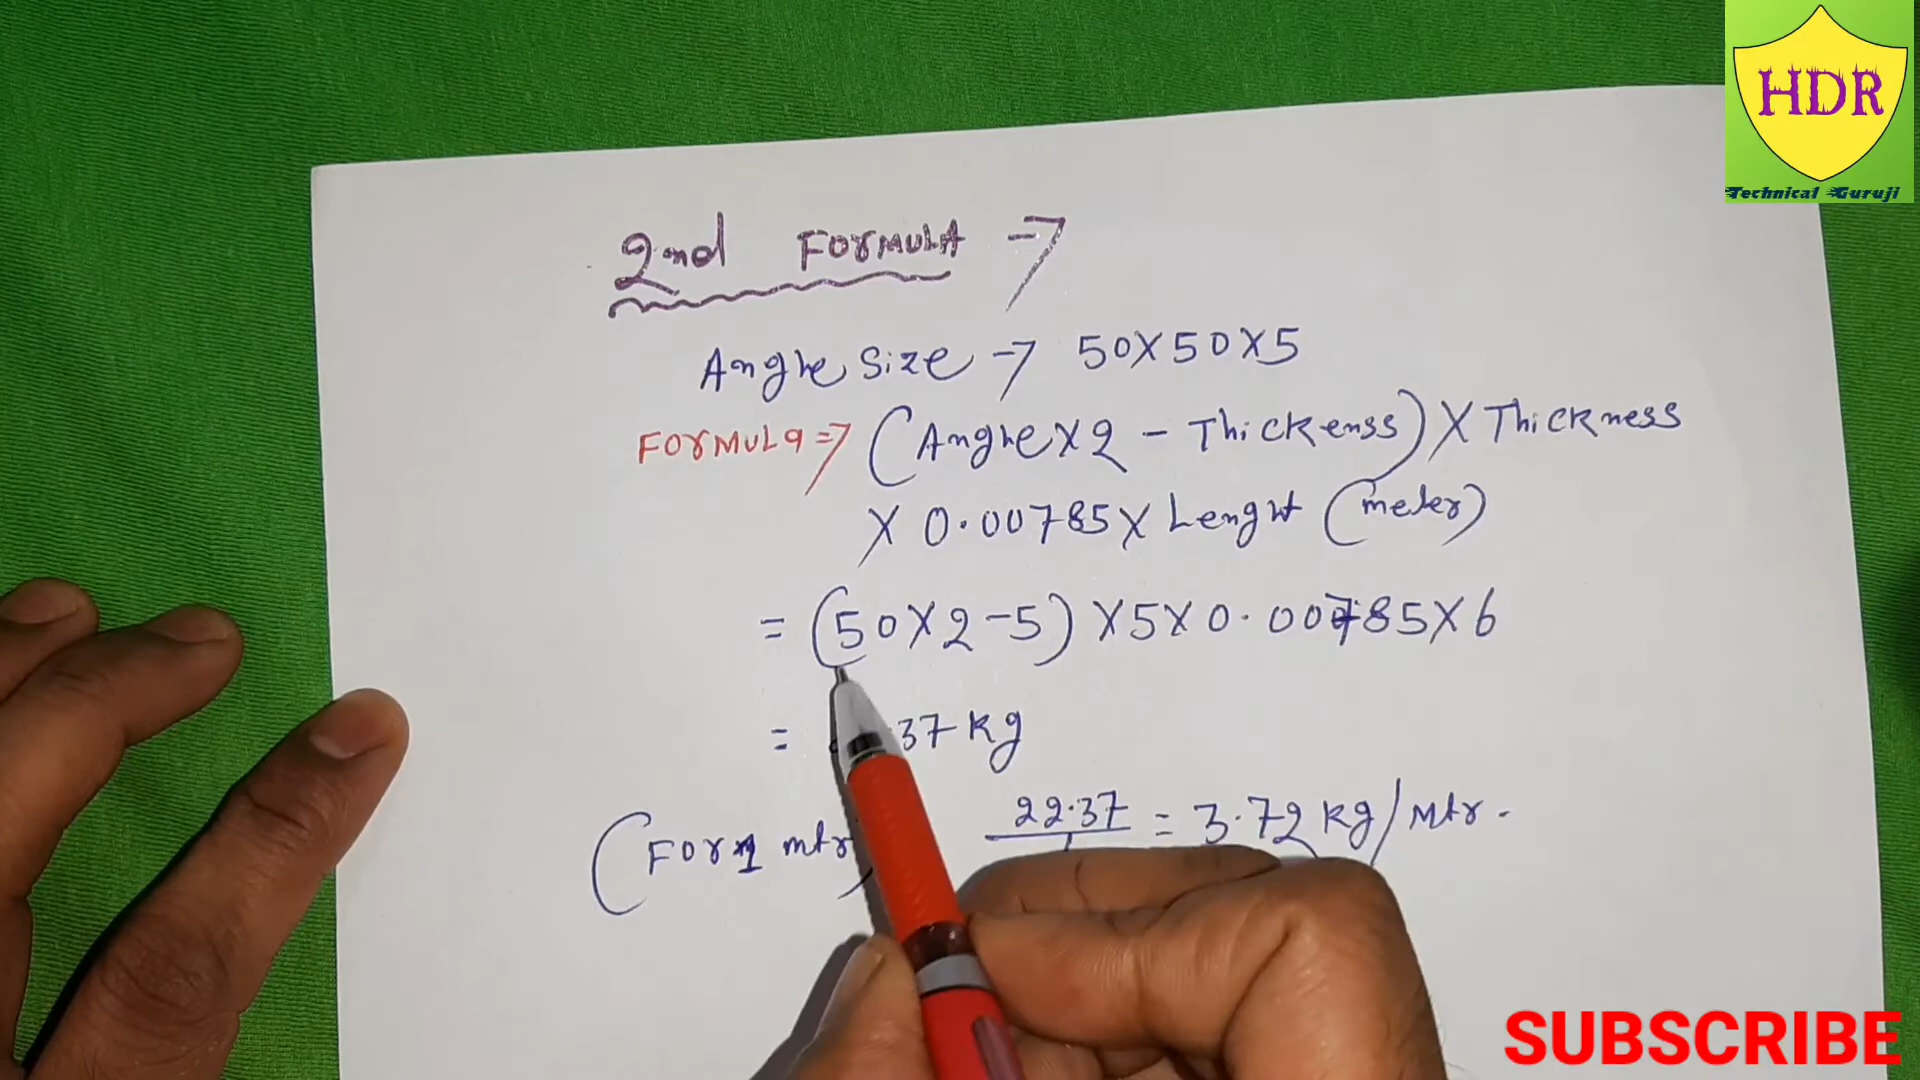 HDR
Technical Guruji
2nd FORMULA →
Angle Size → 50X50X5
FORMULA ⇒ (Angle X 2 - Thickenss) X Thickness
X 0.00785 X Lenght (meter)
= (50X2-5) X5X0.00785X6
= .37 kg
(For 1 mtr) 22.37 = 3.72 kg/Mtr.
SUBSCRIBE